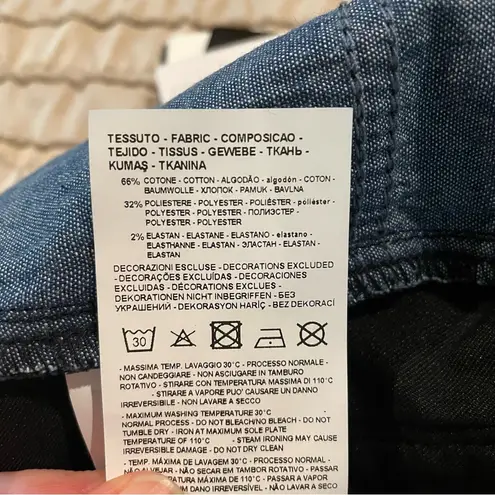 TESSUTO - FABRIC - COMPOSICAO -
TEJIDO - TISSUS - GEWEBE - ТКАНЬ -
KUMAŞ - TKANINA
66% COTONE - COTTON - ALGODÃO - algodón - COTON -
BAUMWOLLE - ХЛОПОК - PAMUK - BAVLNA
32% POLIESTERE - POLYESTER - POLIÉSTER - póliester -
POLYESTER - POLYESTER - ПОЛИЭСТЕР -
POLYESTER - POLYESTER
2% ELASTAN - ELASTANE - ELASTANO - elastano -
ELASTHANNE - ELASTAN - ЭЛАСТАН - ELASTAN -
ELASTAN
DECORAZIONI ESCLUSE - DECORATIONS EXCLUDED
- DECORAÇÕES EXCLUÍDAS - DECORACIONES
EXCLUIDAS - DÉCORATIONS EXCLUES -
DEKORATIONEN NICHT INBEGRIFFEN - БЕЗ
УКРАШЕНИЙ - DEKORASYON HARİÇ - BEZ DEKORACÍ
30
- MASSIMA TEMP. LAVAGGIO 30°C - PROCESSO NORMALE -
NON CANDEGGIARE - NON ASCIUGARE IN TAMBURO
ROTATIVO - STIRARE CON TEMPERATURA MASSIMA DI 110°C
- STIRARE A VAPORE PUO' CAUSARE DANNO
IRREVERSIBILE - NON LAVARE A SECCO
- MAXIMUM WASHING TEMPERATURE 30°C
NORMAL PROCESS - DO NOT BLEACH/NO BLEACH - DO NOT
TUMBLE DRY - IRON AT MAXIMUM SOLE PLATE
TEMPERATURE OF 110°C - STEAM IRONING MAY CAUSE
IRREVERSIBLE DAMAGE - DO NOT DRY CLEAN
- TEMP. MÁXIMA DE LAVAGEM 30°C - NORMAL
- NÃO SECAR EM TAMBOR ROTATIVO - PASSAR
MÁXIMA DE 110°C - PASSAR A VAPOR
DANO IRREVERSÍVEL - NÃO LAVAR